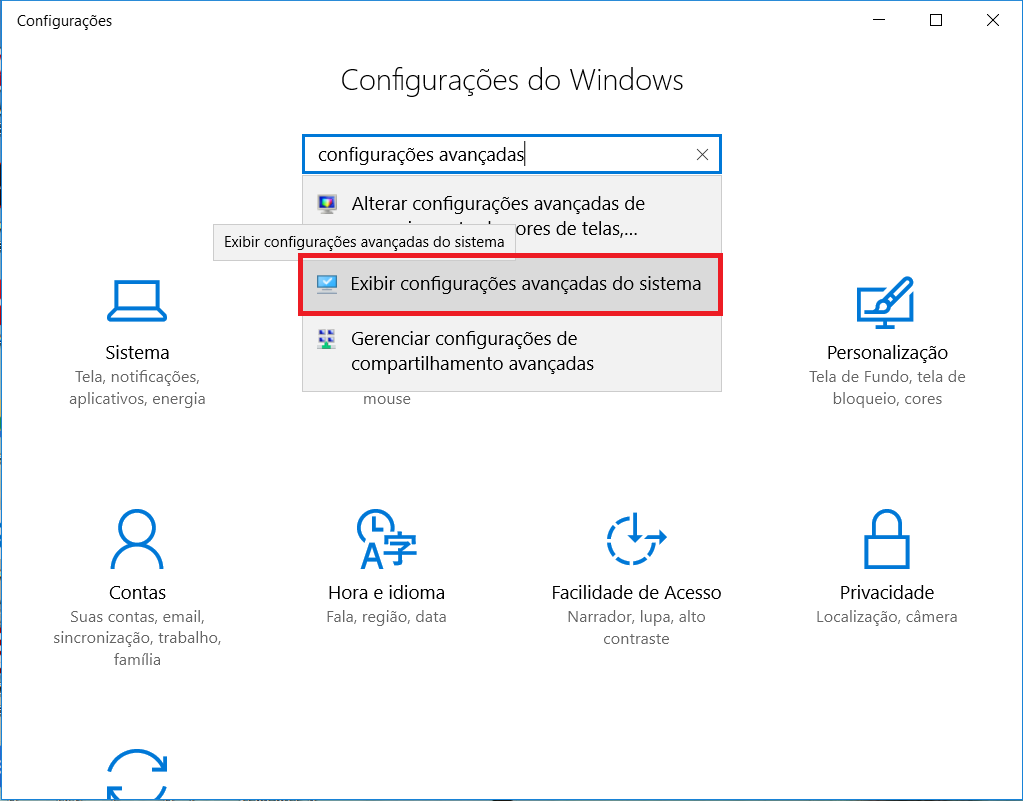 Configurações
Configurações do Windows
configurações avançadas
Alterar configurações avançadas de
ores de telas,...
Exibir configurações avançadas do sistema
Exibir configurações avançadas do sistema
Gerenciar configurações de
compartilhamento avançadas
Sistema
Tela, notificações,
aplicativos, energia
mouse
Personalização
Tela de Fundo, tela de
bloqueio, cores
Contas
Suas contas, email,
sincronização, trabalho,
família
Hora e idioma
Fala, região, data
Facilidade de Acesso
Narrador, lupa, alto
contraste
Privacidade
Localização, câmera